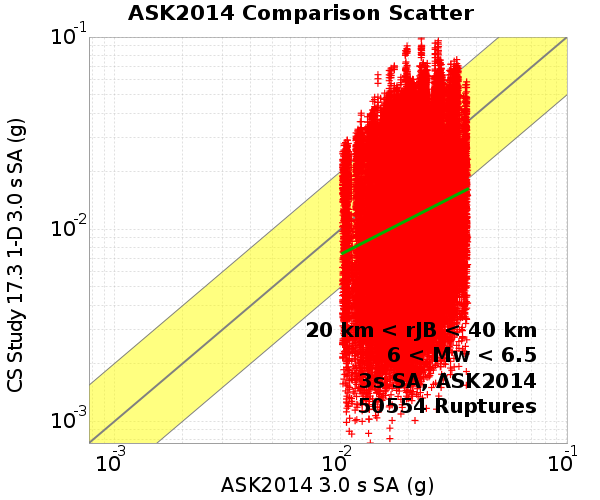 ASK2014 Comparison Scatter
10⁻¹
CS Study 17.3 1-D 3.0 s SA (g)
10⁻²
20 km < rJB < 40 km
6 < Mw < 6.5
3s SA, ASK2014
50554 Ruptures
10⁻³
10⁻³ 10⁻² 10⁻¹
ASK2014 3.0 s SA (g)